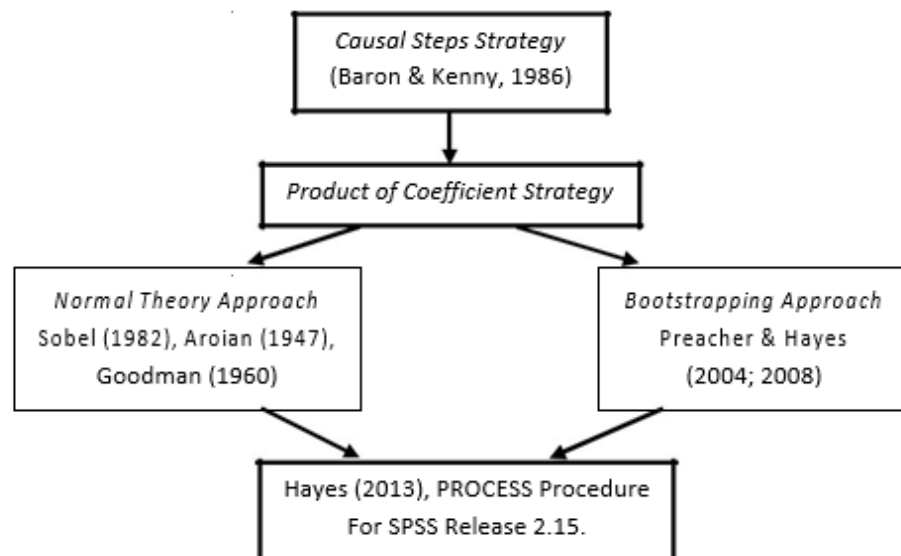 Causal Steps Strategy
(Baron & Kenny, 1986)
Product of Coefficient Strategy
Normal Theory Approach
Sobel (1982), Aroian (1947),
Goodman (1960)
Bootstrapping Approach
Preacher & Hayes
(2004; 2008)
Hayes (2013), PROCESS Procedure
For SPSS Release 2.15.